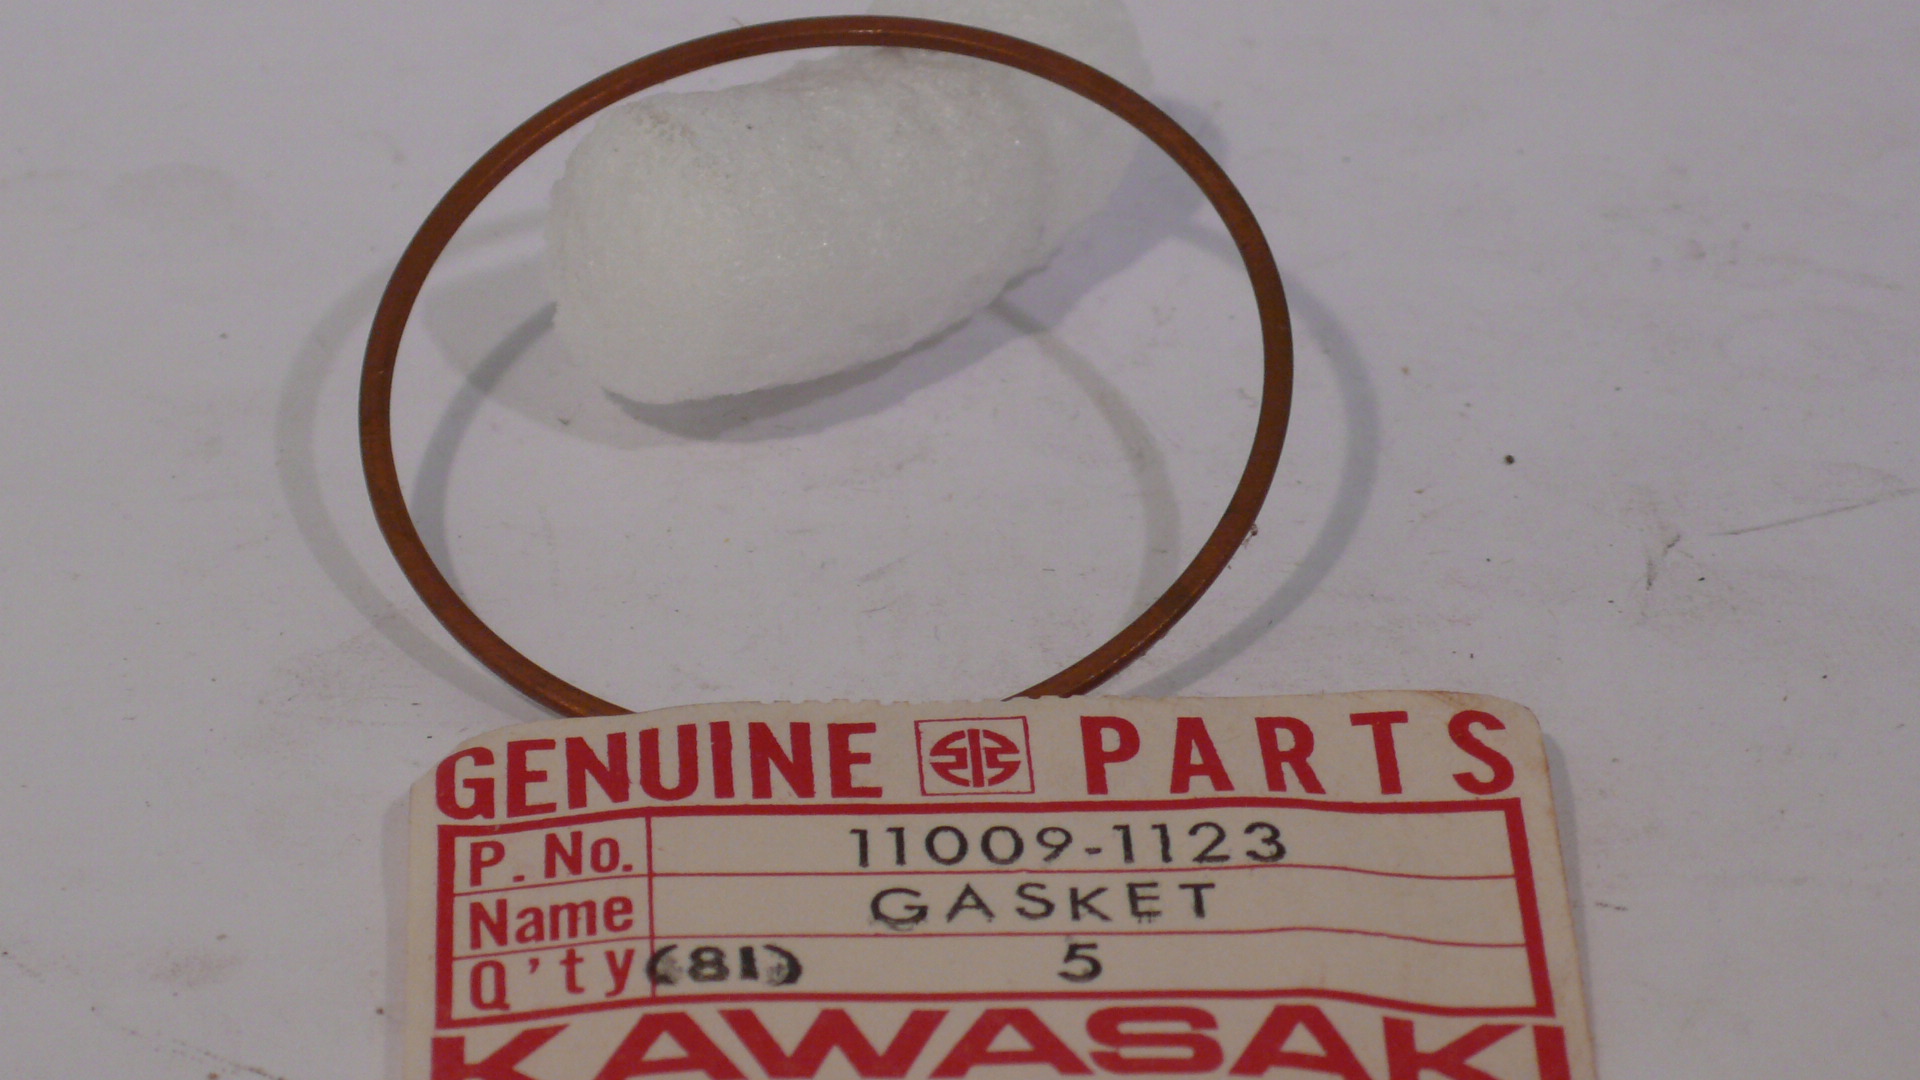 GENUINE PARTS
P. No. 11009-1123
Name GASKET
Q'ty (81) 5
KAWASAKI